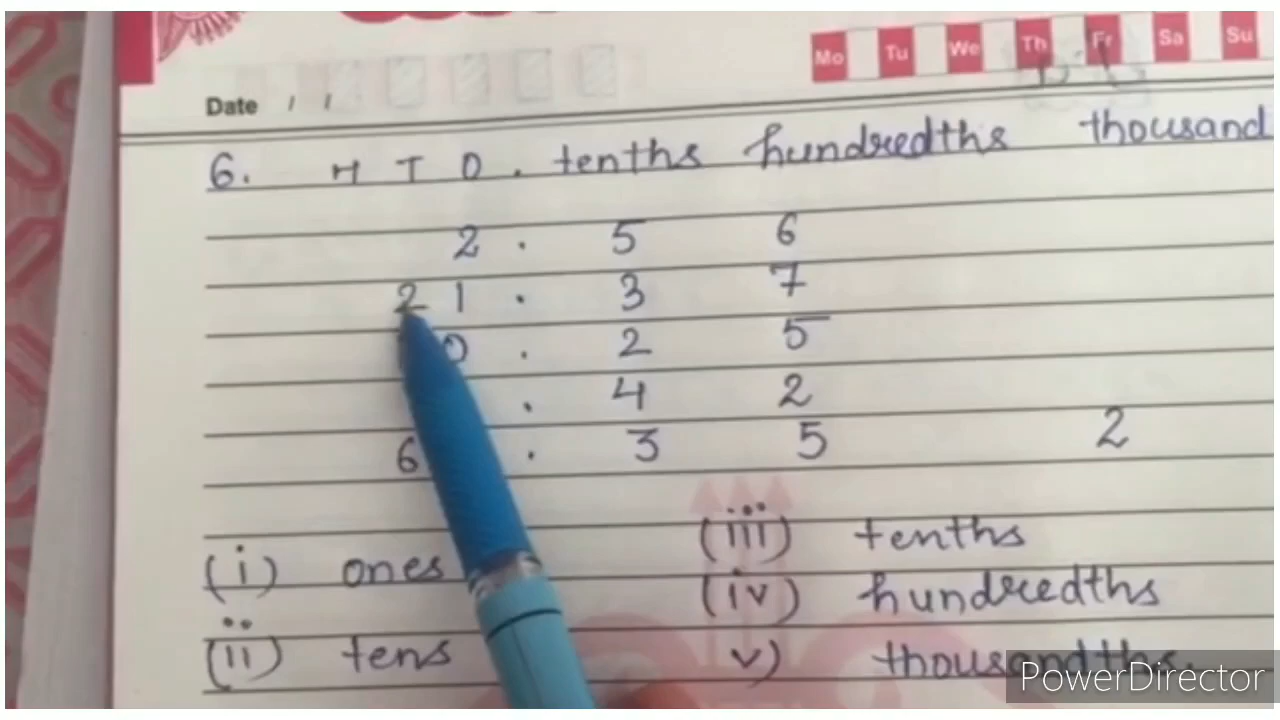 Mo Tu We Th Fr Sa Su
Date / /
6. H T O . tenths hundredths thousand
2 . 5 6
2 1 . 3 7
0 . 2 5
. 4 2
6 . 3 5 2
(i) ones (iii) tenths
(iv) hundredths
(ii) tens v) thousandths.
PowerDirector